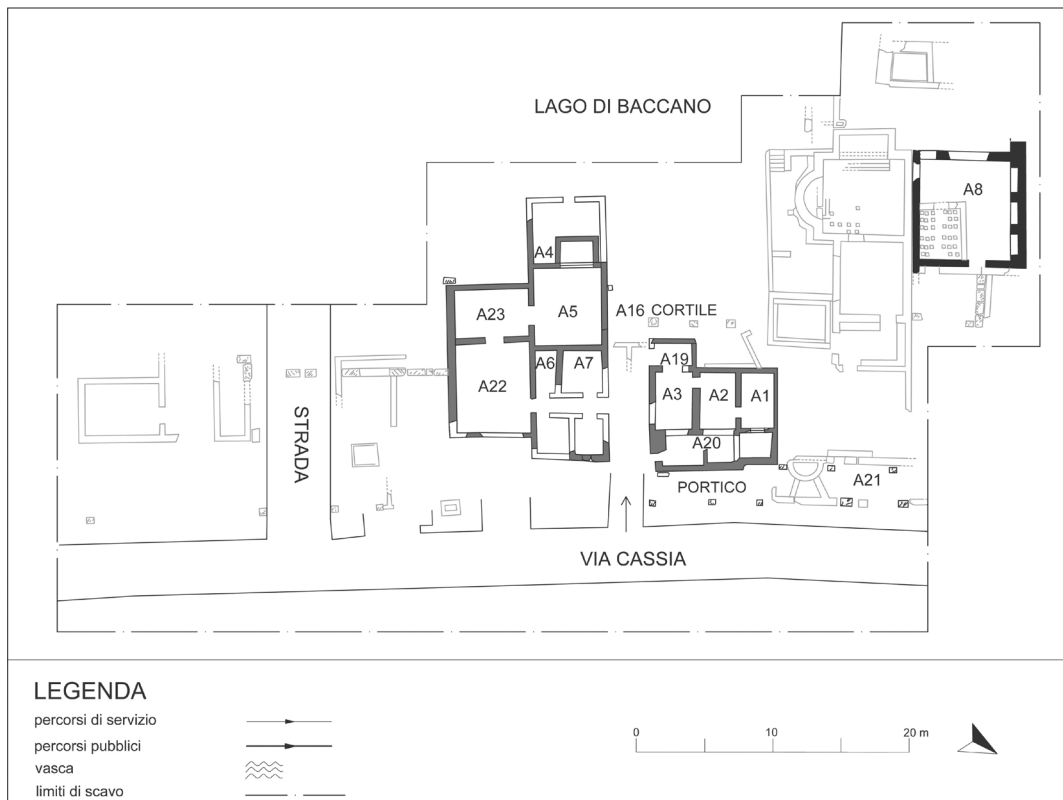 LAGO DI BACCANO
A8
A4
A23
A5
A16 CORTILE
A6
A7
A19
A22
A3
A2
A1
STRADA
A20
A21
PORTICO
VIA CASSIA
LEGENDA
percorsi di servizio
percorsi pubblici
vasca
limiti di scavo
0 10 20 m